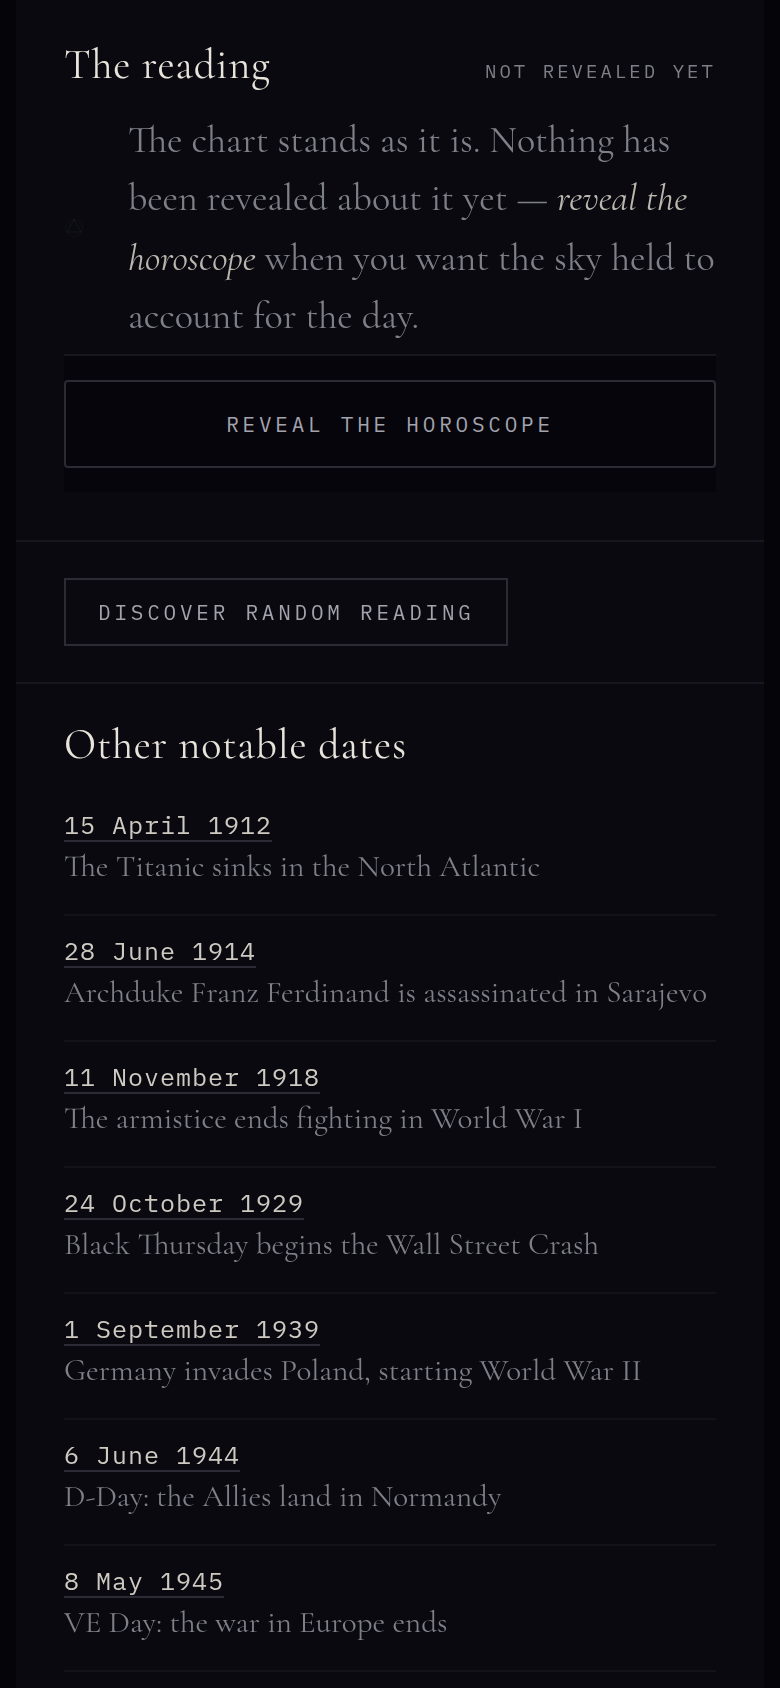 The reading
NOT REVEALED YET
The chart stands as it is. Nothing has
been revealed about it yet — reveal the
horoscope when you want the sky held to
account for the day.
REVEAL THE HOROSCOPE
DISCOVER RANDOM READING
Other notable dates
15 April 1912
The Titanic sinks in the North Atlantic
28 June 1914
Archduke Franz Ferdinand is assassinated in Sarajevo
11 November 1918
The armistice ends fighting in World War I
24 October 1929
Black Thursday begins the Wall Street Crash
1 September 1939
Germany invades Poland, starting World War II
6 June 1944
D-Day: the Allies land in Normandy
8 May 1945
VE Day: the war in Europe ends